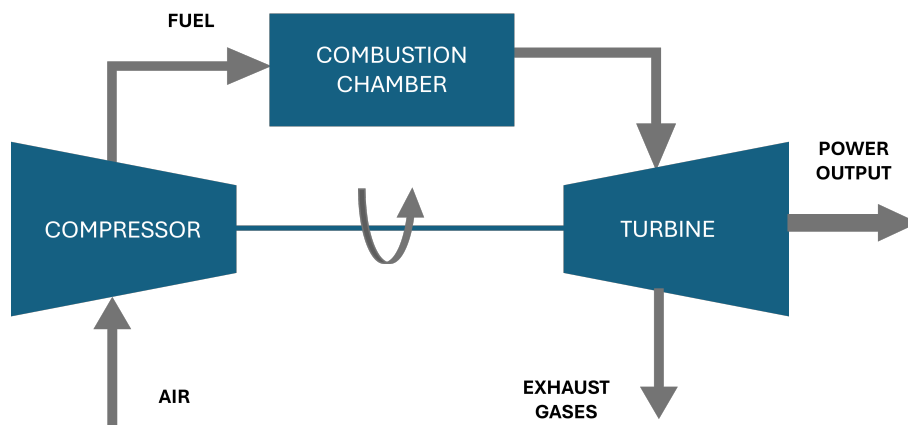 FUEL
COMBUSTION
CHAMBER
POWER
OUTPUT
COMPRESSOR
TURBINE
AIR
EXHAUST
GASES